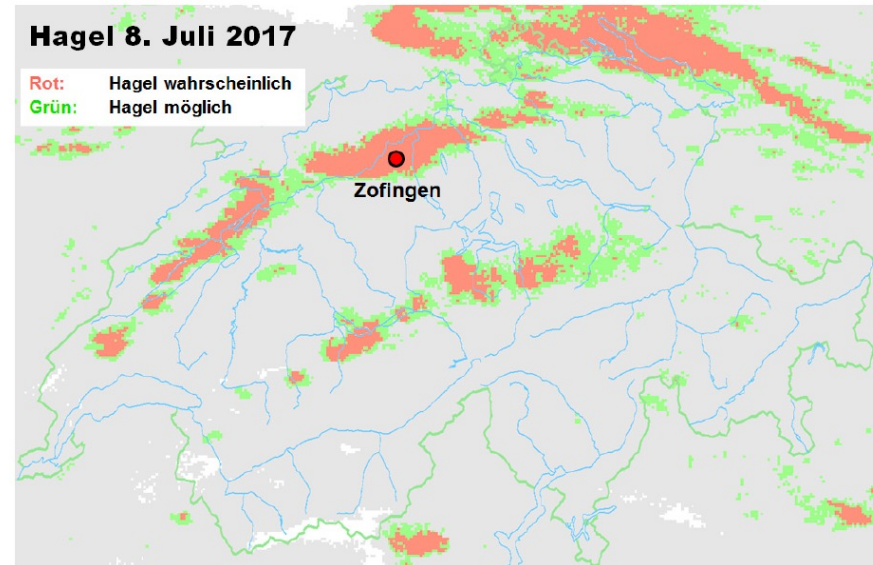 Hagel 8. Juli 2017
Rot: Hagel wahrscheinlich
Grün: Hagel möglich
Zofingen